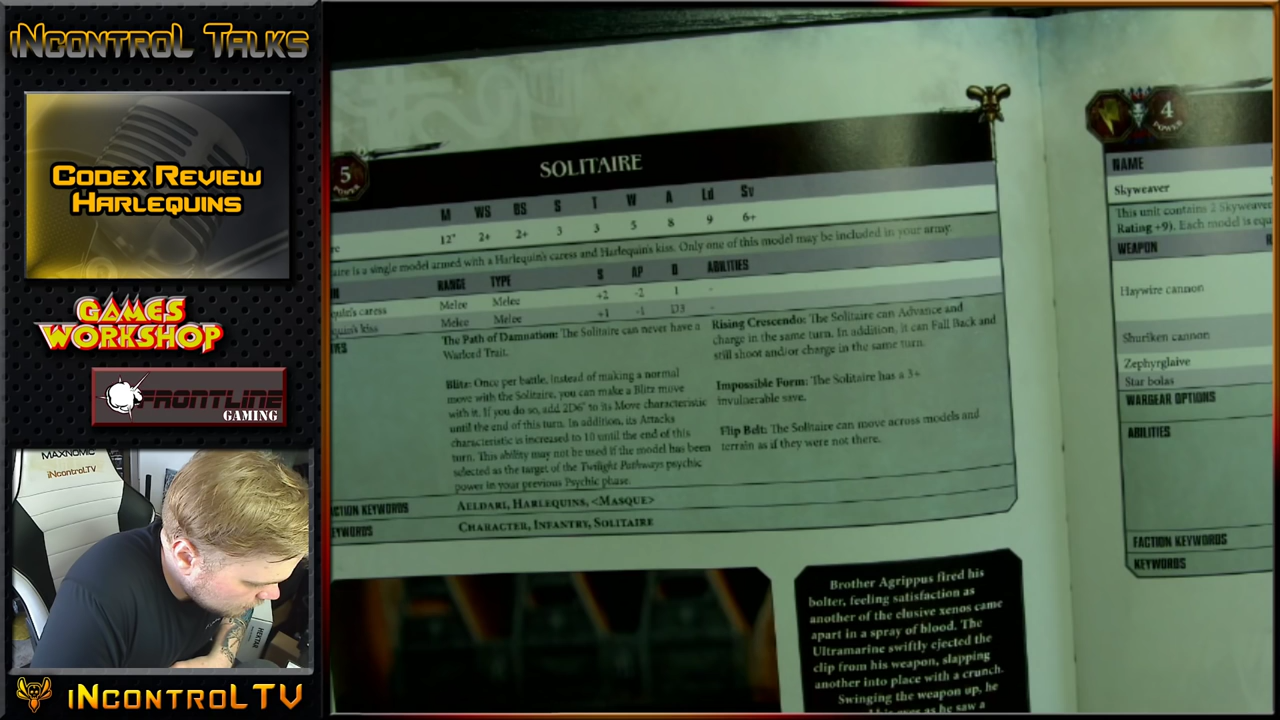 iNcontroL Talks
Codex Review
Harlequins
GAMES
WORKSHOP
FRONTLINE
GAMING
MAXNOMIC
iNcontroLTV
iNcontroLTV
5
POWER
SOLITAIRE
M WS BS S T W A Ld Sv
12" 2+ 2+ 3 3 5 8 9 6+
is a single model armed with a Harlequin's caress and Harlequin's kiss. Only one of this model may be included in your army.
RANGE TYPE S AP D ABILITIES
caress Melee Melee +2 -2 1 -
kiss Melee Melee +1 -1 D3 -
The Path of Damnation: The Solitaire can never have a
Warlord Trait.
Blitz: Once per battle, instead of making a normal
move with the Solitaire, you can make a Blitz move
with it. If you do so, add 2D6" to its Move characteristic
until the end of this turn. In addition, its Attacks
characteristic is increased to 10 until the end of this
turn. This ability may not be used if the model has been
selected as the target of the Twilight Pathways psychic
power in your previous Psychic phase.
Rising Crescendo: The Solitaire can Advance and
charge in the same turn. In addition, it can Fall Back and
still shoot and/or charge in the same turn.
Impossible Form: The Solitaire has a 3+
invulnerable save.
Flip Belt: The Solitaire can move across models and
terrain as if they were not there.
KEYWORDS AELDARI, HARLEQUINS, <MASQUE>
CHARACTER, INFANTRY, SOLITAIRE
Brother Agrippus fired his
bolter, feeling satisfaction as
another of the elusive xenos came
apart in a spray of blood. The
Ultramarine swiftly ejected the
clip from his weapon, slapping
another into place with a crunch.
Swinging the weapon up, he
as he saw a
4
POWER
NAME
Skyweaver
This unit contains 2 Skyweaver
Rating +9). Each model is
WEAPON
Haywire cannon
Shuriken cannon
Zephyrglaive
Star bolas
WARGEAR OPTIONS
ABILITIES
FACTION KEYWORDS
KEYWORDS